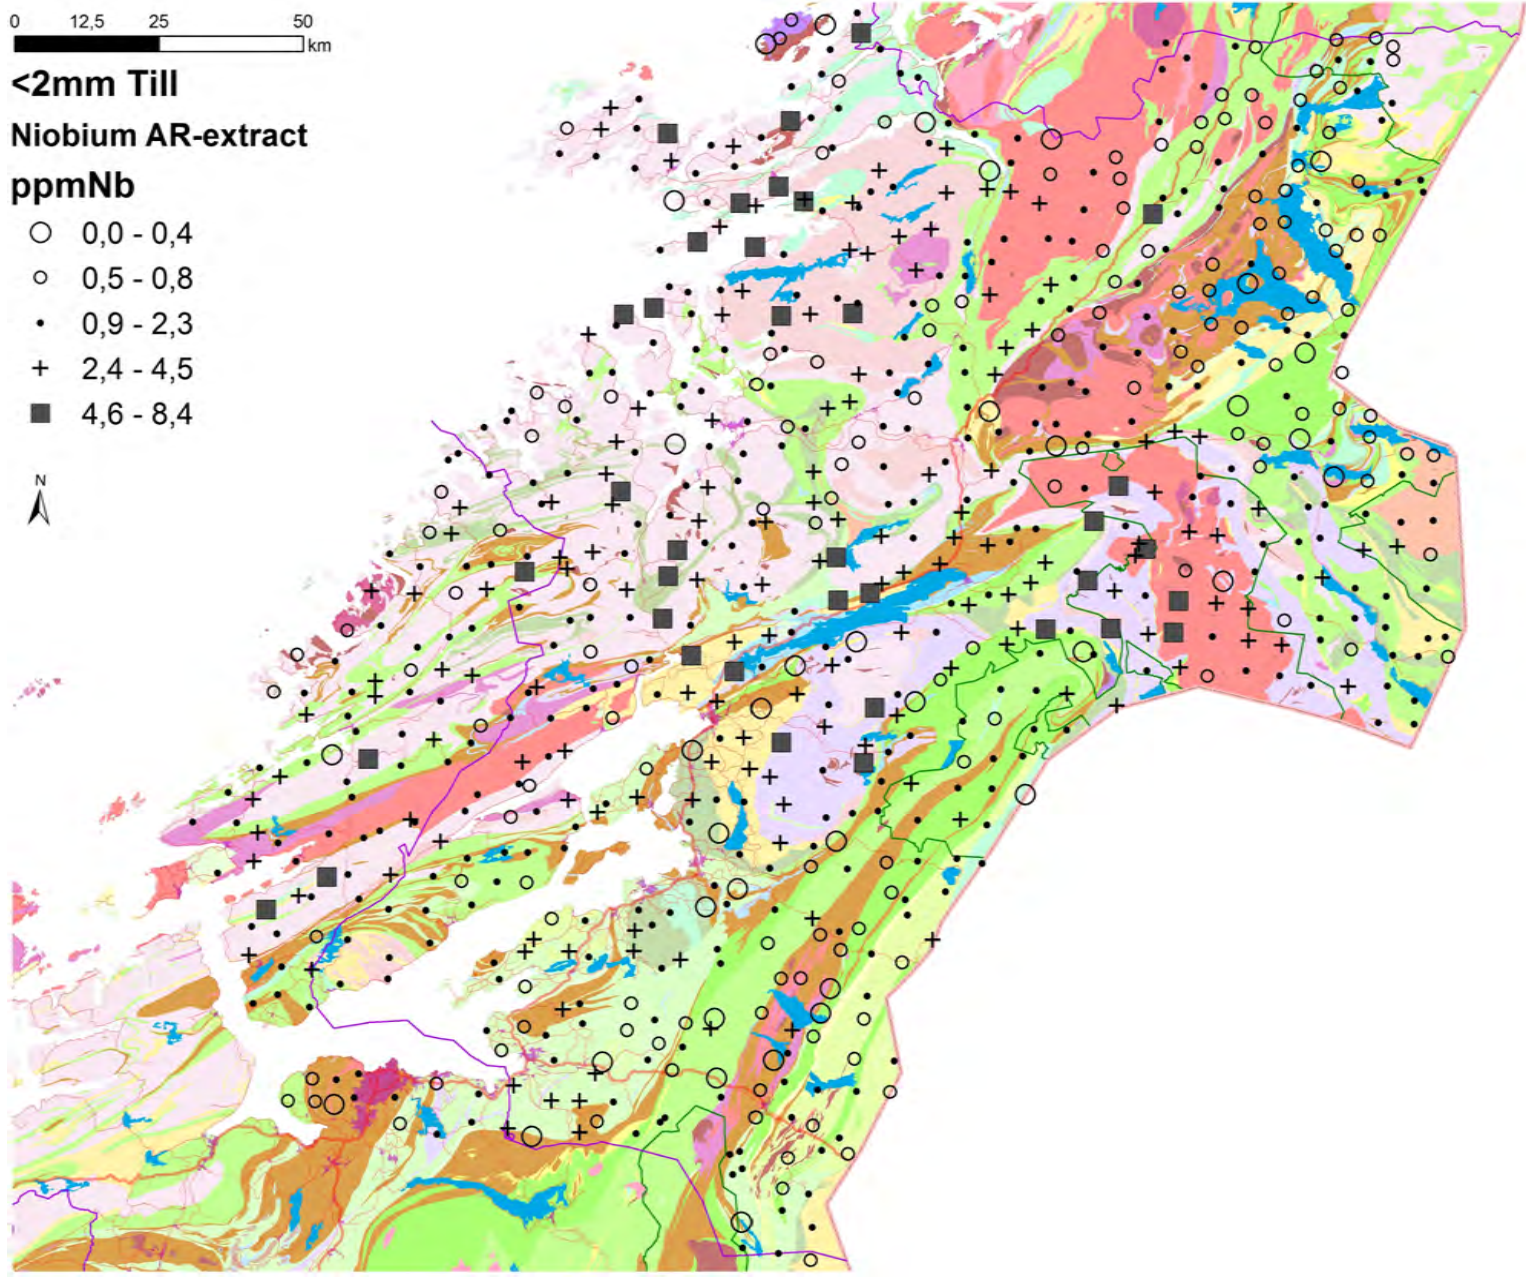 0 12,5 25 50
km
<2mm Till
Niobium AR-extract
ppmNb
0,0 - 0,4
0,5 - 0,8
0,9 - 2,3
2,4 - 4,5
4,6 - 8,4
N